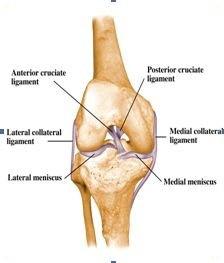 Anterior cruciate
ligament
Posterior cruciate
ligament
Lateral collateral
ligament
Medial collateral
ligament
Lateral meniscus
Medial meniscus